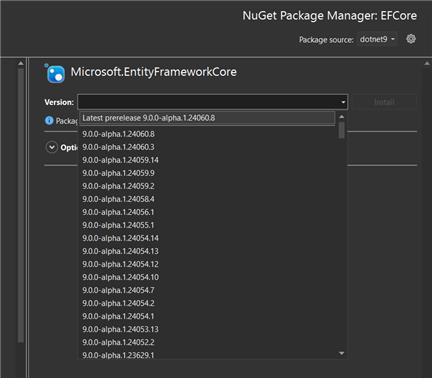 NuGet Package Manager: EFCore
Package source: dotnet9
Microsoft.EntityFrameworkCore
Version:
Install
Latest prerelease 9.0.0-alpha.1.24060.8
Packag
9.0.0-alpha.1.24060.8
9.0.0-alpha.1.24060.3
Optio
9.0.0-alpha.1.24059.14
9.0.0-alpha.1.24059.9
9.0.0-alpha.1.24059.2
9.0.0-alpha.1.24058.4
9.0.0-alpha.1.24056.1
9.0.0-alpha.1.24055.1
9.0.0-alpha.1.24054.14
9.0.0-alpha.1.24054.13
9.0.0-alpha.1.24054.12
9.0.0-alpha.1.24054.10
9.0.0-alpha.1.24054.7
9.0.0-alpha.1.24054.2
9.0.0-alpha.1.24054.1
9.0.0-alpha.1.24053.13
9.0.0-alpha.1.24052.2
9.0.0-alpha.1.23629.1